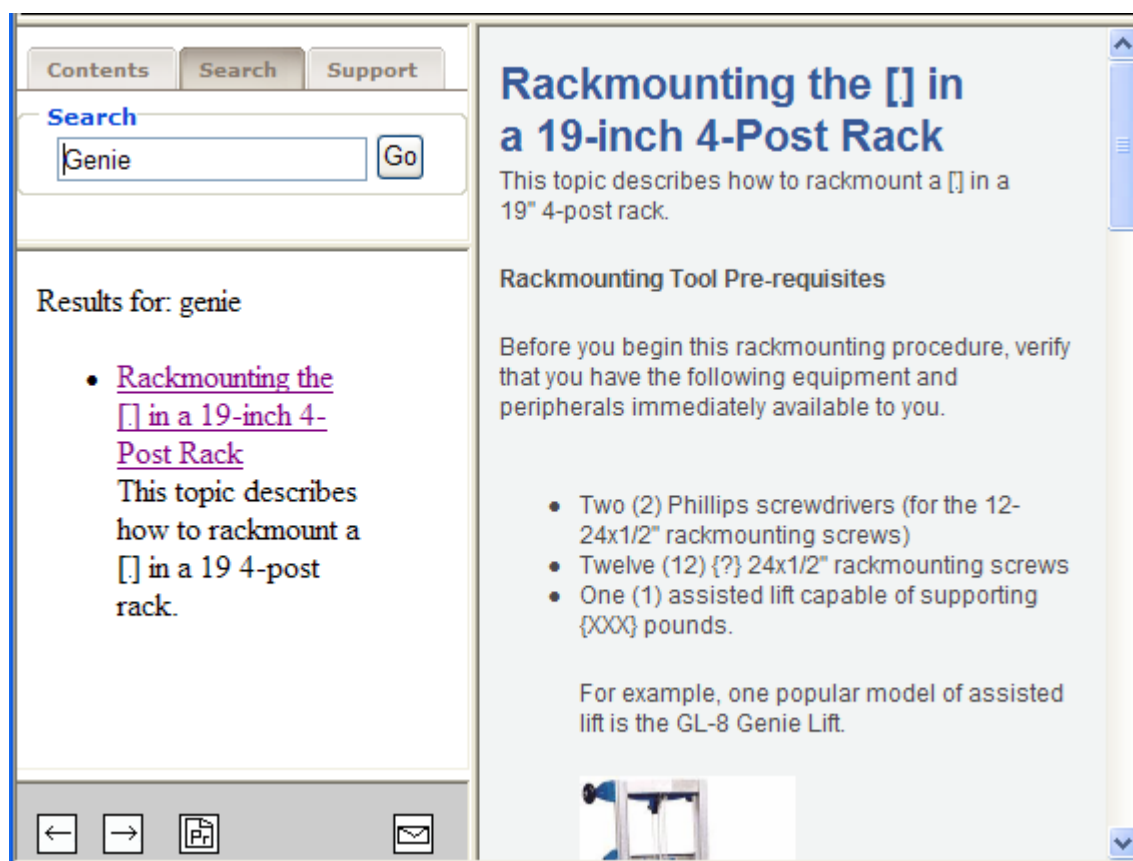 Contents
Search
Support
Search
Genie
Go
Results for: genie
Rackmounting the
[.] in a 19-inch 4-
Post Rack
This topic describes
how to rackmount a
[.] in a 19 4-post
rack.
Pr
Rackmounting the [.] in
a 19-inch 4-Post Rack
This topic describes how to rackmount a [.] in a
19" 4-post rack.
Rackmounting Tool Pre-requisites
Before you begin this rackmounting procedure, verify
that you have the following equipment and
peripherals immediately available to you.
• Two (2) Phillips screwdrivers (for the 12-
24x1/2" rackmounting screws)
• Twelve (12) {?} 24x1/2" rackmounting screws
• One (1) assisted lift capable of supporting
{XXX} pounds.
For example, one popular model of assisted
lift is the GL-8 Genie Lift.